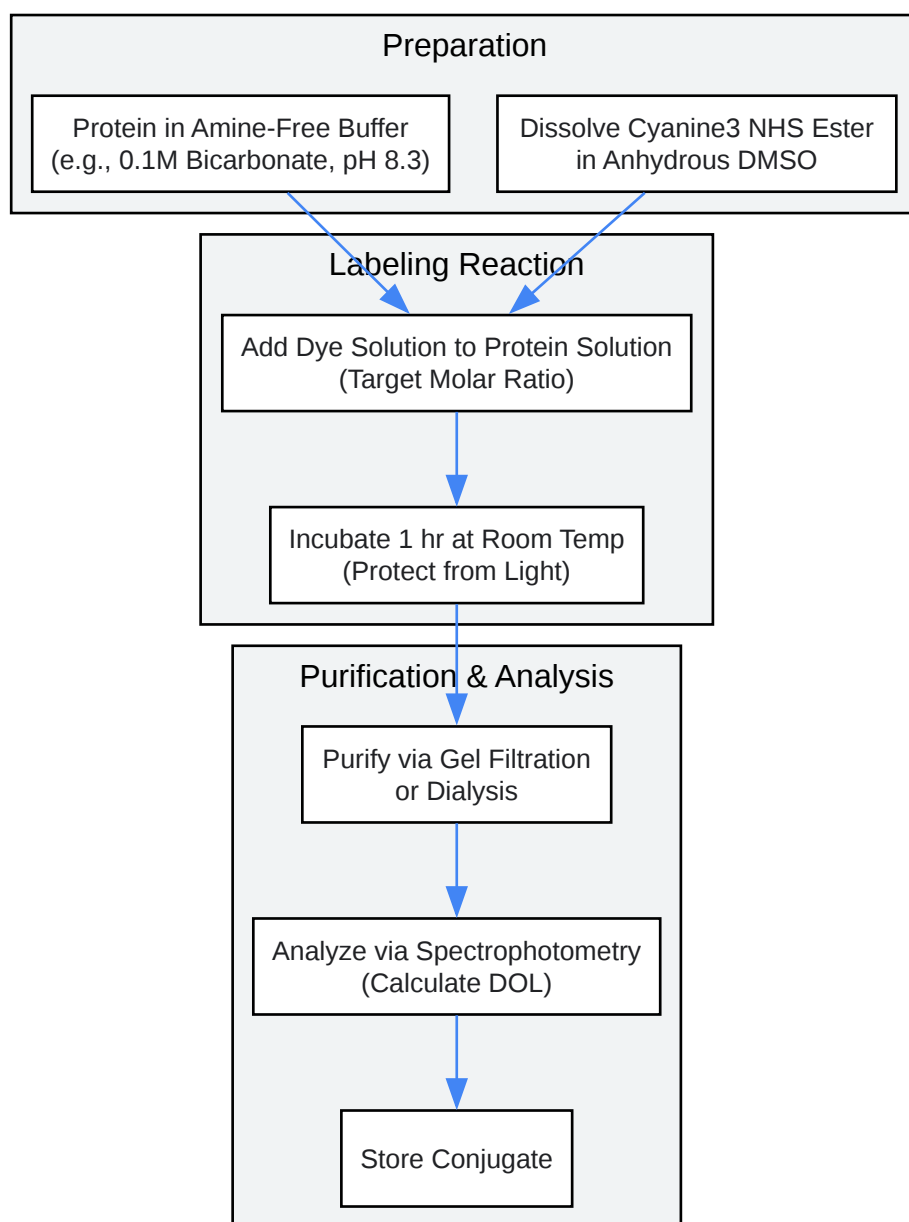 Preparation
Protein in Amine-Free Buffer
(e.g., 0.1M Bicarbonate, pH 8.3)
Dissolve Cyanine3 NHS Ester
in Anhydrous DMSO
Labeling Reaction
Add Dye Solution to Protein Solution
(Target Molar Ratio)
Incubate 1 hr at Room Temp
(Protect from Light)
Purification & Analysis
Purify via Gel Filtration
or Dialysis
Analyze via Spectrophotometry
(Calculate DOL)
Store Conjugate